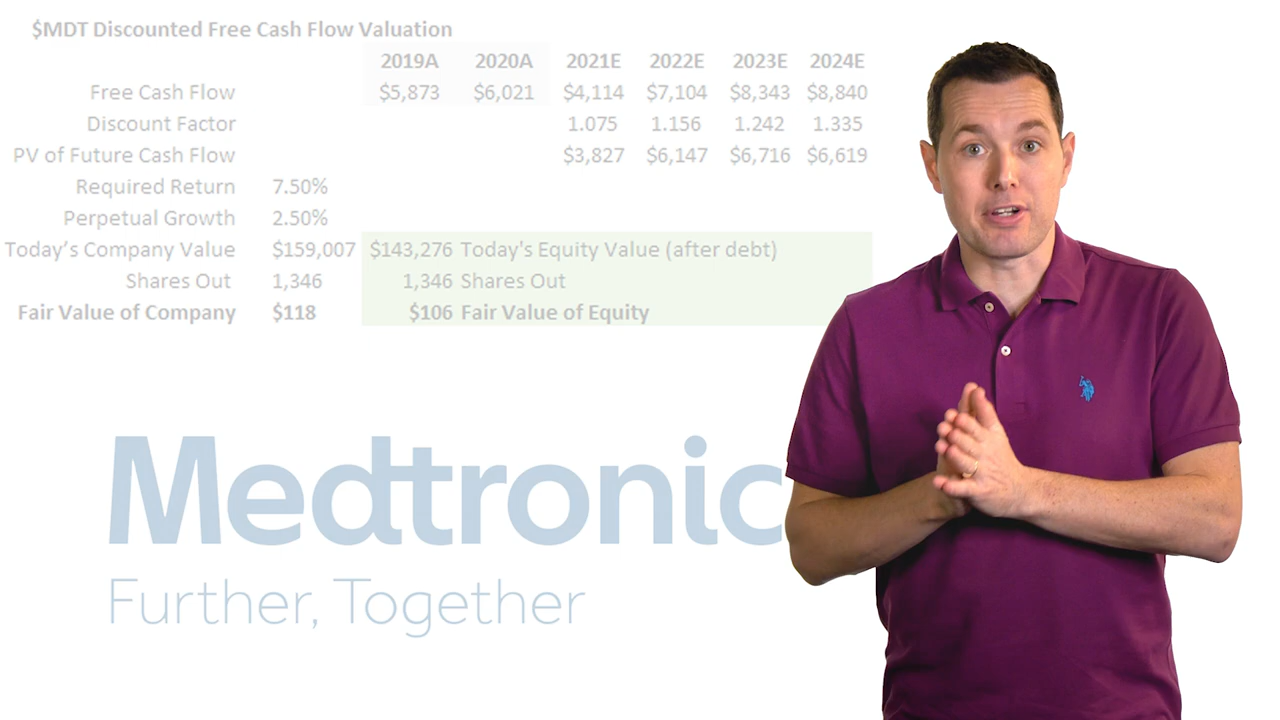 $MDT Discounted Free Cash Flow Valuation
2019A 2020A 2021E 2022E 2023E 2024E
Free Cash Flow $5,873 $6,021 $4,114 $7,104 $8,343 $8,840
Discount Factor 1.075 1.156 1.242 1.335
PV of Future Cash Flow $3,827 $6,147 $6,716 $6,619
Required Return 7.50%
Perpetual Growth 2.50%
Today's Company Value $159,007 $143,276 Today's Equity Value (after debt)
Shares Out 1,346 1,346 Shares Out
Fair Value of Company $118 $106 Fair Value of Equity
Medtronic
Further, Together